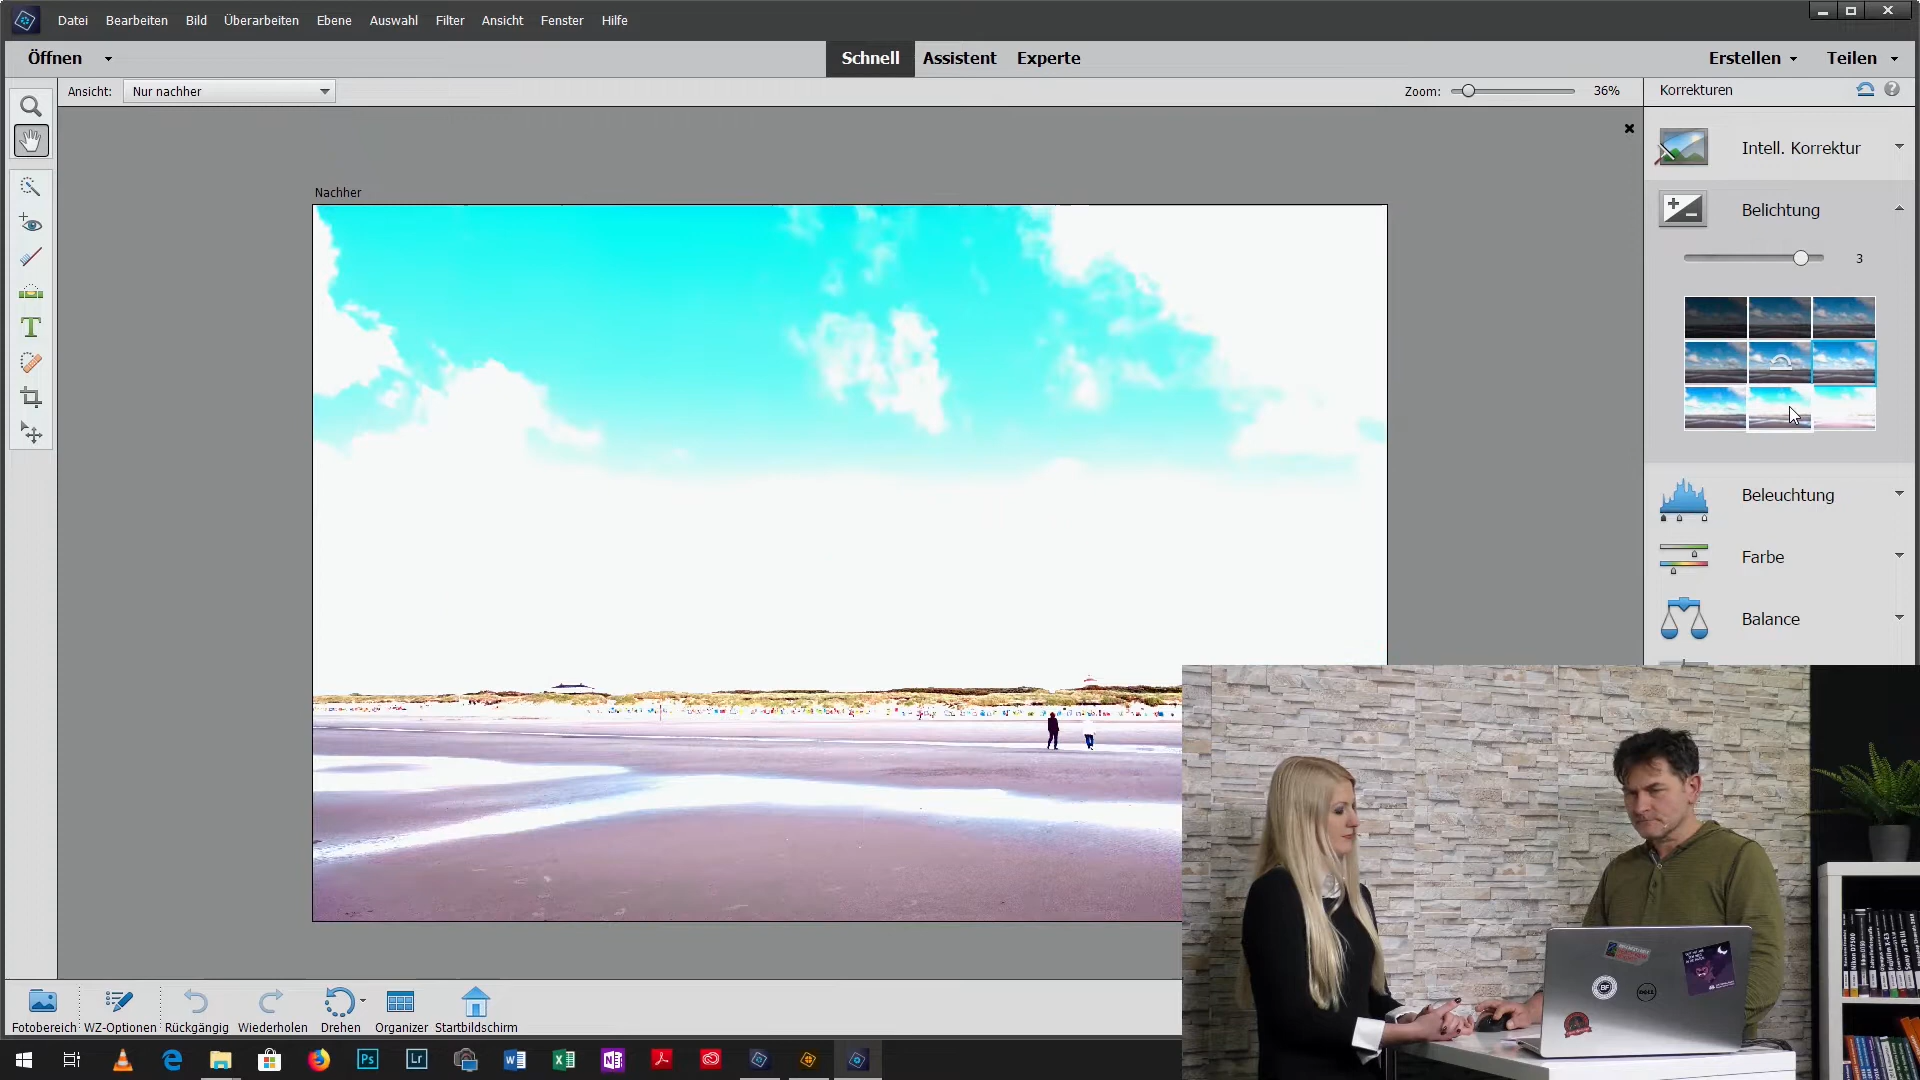 Datei Bearbeiten Bild Überarbeiten Ebene Auswahl Filter Ansicht Fenster Hilfe
Öffnen Schnell Assistent Experte Erstellen Teilen
Ansicht: Nur nachher Zoom: 36% Korrekturen
Intell. Korrektur
Nachher
Belichtung
3
Beleuchtung
Farbe
Balance
Fotobereich WZ-Optionen Rückgängig Wiederholen Drehen Organizer Startbildschirm